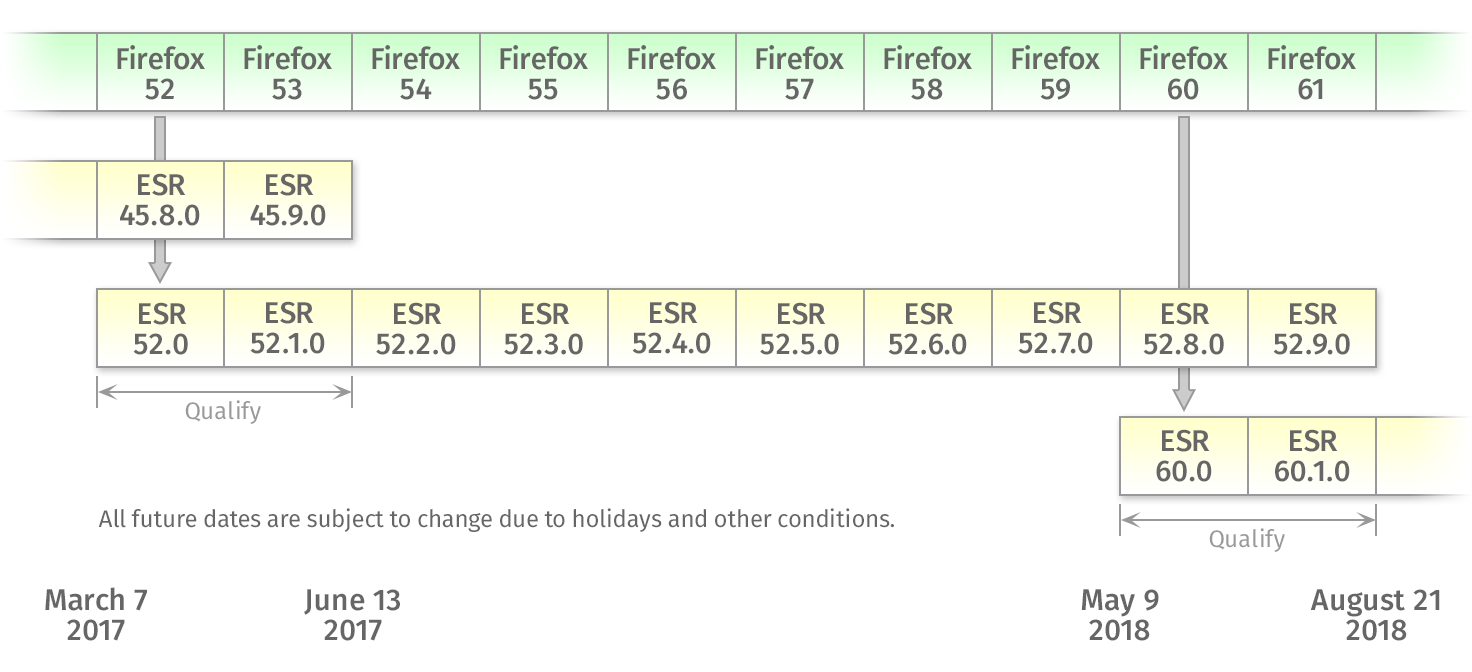 Firefox 52 Firefox 53 Firefox 54 Firefox 55 Firefox 56 Firefox 57 Firefox 58 Firefox 59 Firefox 60 Firefox 61
ESR 45.8.0 ESR 45.9.0
ESR 52.0 ESR 52.1.0 ESR 52.2.0 ESR 52.3.0 ESR 52.4.0 ESR 52.5.0 ESR 52.6.0 ESR 52.7.0 ESR 52.8.0 ESR 52.9.0
Qualify
ESR 60.0 ESR 60.1.0
All future dates are subject to change due to holidays and other conditions.
Qualify
March 7 2017 June 13 2017 May 9 2018 August 21 2018